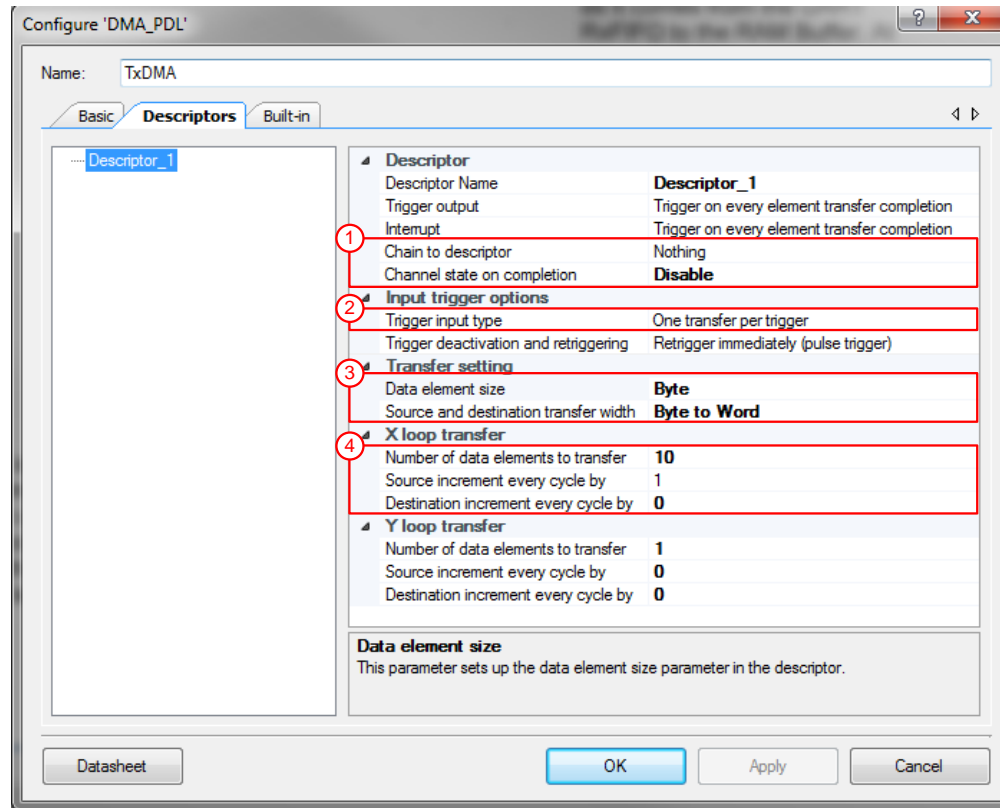 Configure 'DMA_PDL'
Name: TxDMA
Basic Descriptors Built-in
Descriptor_1
Descriptor
Descriptor Name Descriptor_1
Trigger output Trigger on every element transfer completion
Interrupt Trigger on every element transfer completion
1
Chain to descriptor Nothing
Channel state on completion Disable
Input trigger options
2
Trigger input type One transfer per trigger
Trigger deactivation and retriggering Retrigger immediately (pulse trigger)
Transfer setting
3
Data element size Byte
Source and destination transfer width Byte to Word
X loop transfer
4
Number of data elements to transfer 10
Source increment every cycle by 1
Destination increment every cycle by 0
Y loop transfer
Number of data elements to transfer 1
Source increment every cycle by 0
Destination increment every cycle by 0
Data element size
This parameter sets up the data element size parameter in the descriptor.
Datasheet OK Apply Cancel